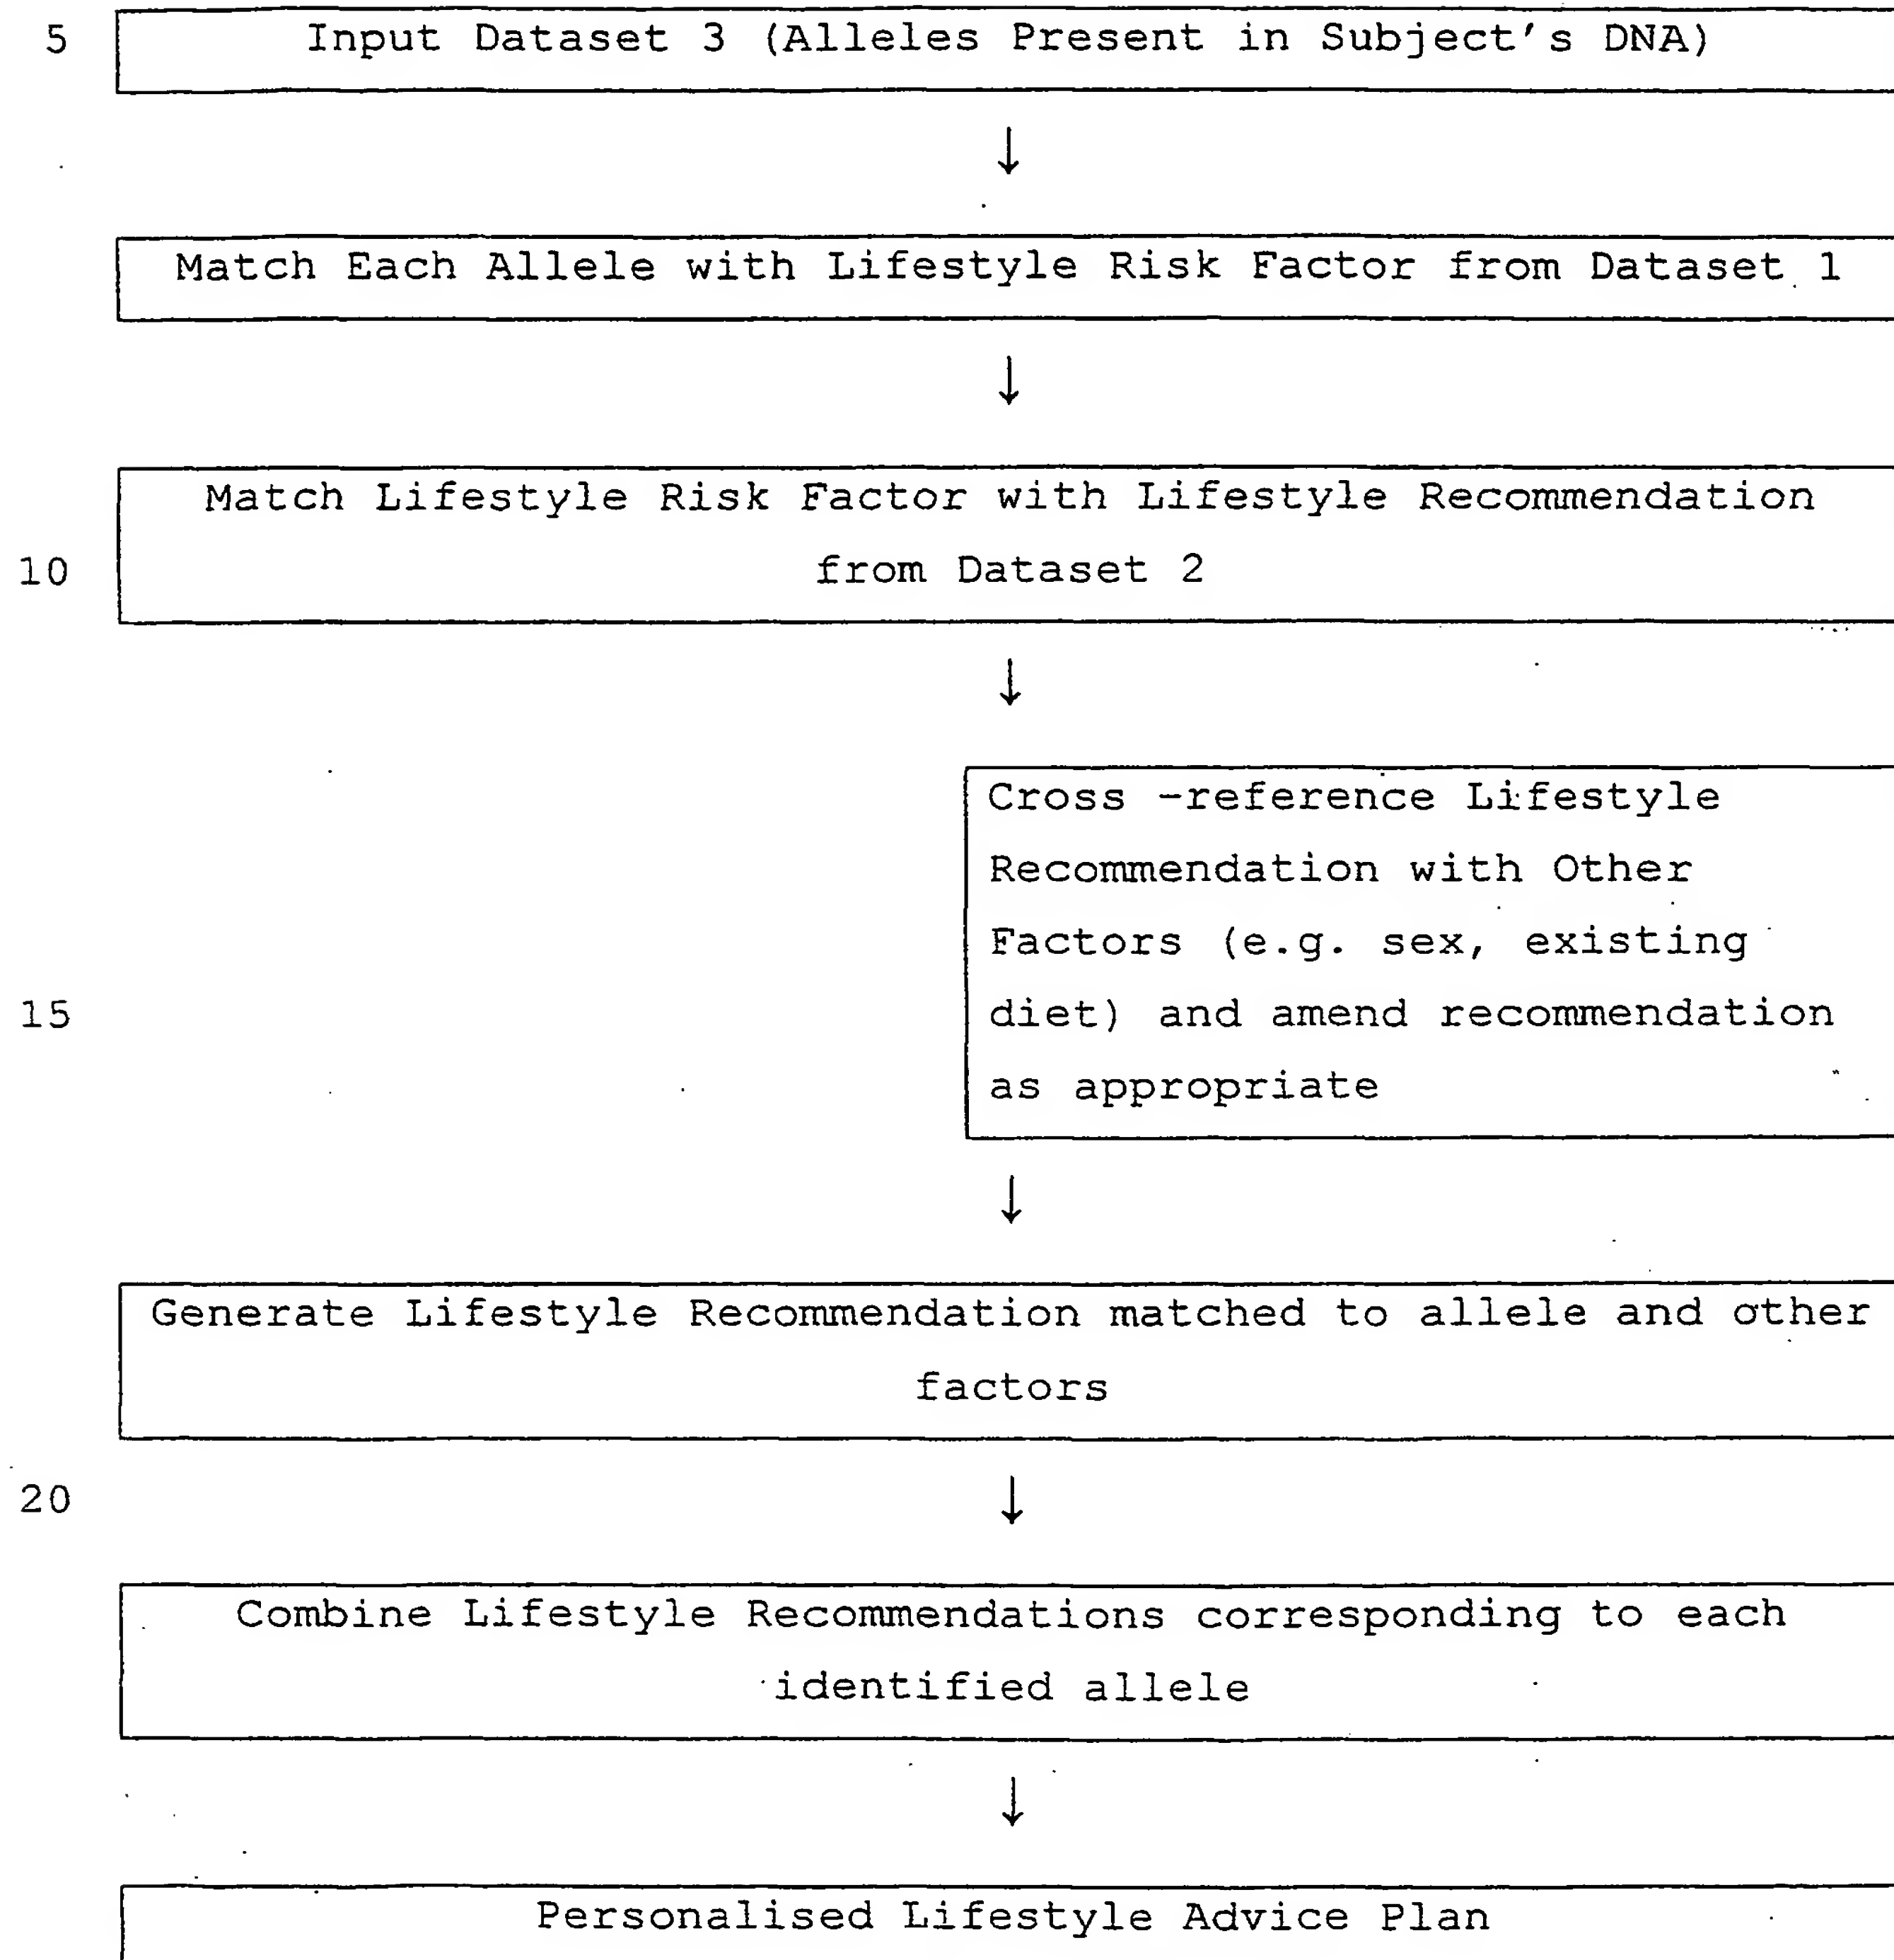 5 Input Dataset 3 (Alleles Present in Subject's DNA)
↓
Match Each Allele with Lifestyle Risk Factor from Dataset 1
↓
Match Lifestyle Risk Factor with Lifestyle Recommendation
10 from Dataset 2
↓
Cross -reference Lifestyle
Recommendation with Other
Factors (e.g. sex, existing
15 diet) and amend recommendation
as appropriate
↓
Generate Lifestyle Recommendation matched to allele and other
factors
20 ↓
Combine Lifestyle Recommendations corresponding to each
identified allele
↓
Personalised Lifestyle Advice Plan